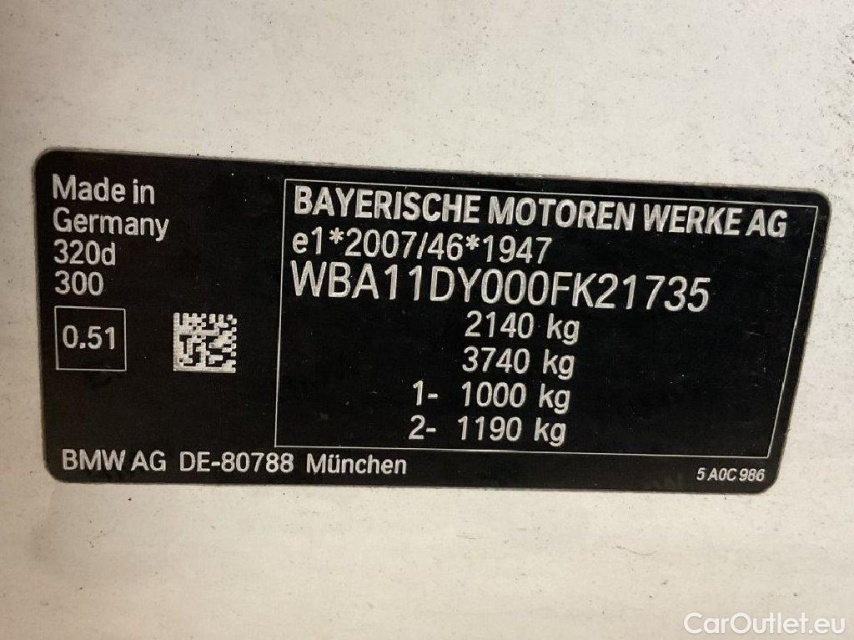 Made in
Germany
320d
300
0.51
BAYERISCHE MOTOREN WERKE AG
e1*2007/46*1947
WBA11DY000FK21735
2140 kg
3740 kg
1- 1000 kg
2- 1190 kg
BMW AG DE-80788 München
5 A0C 986
CarOutlet.eu